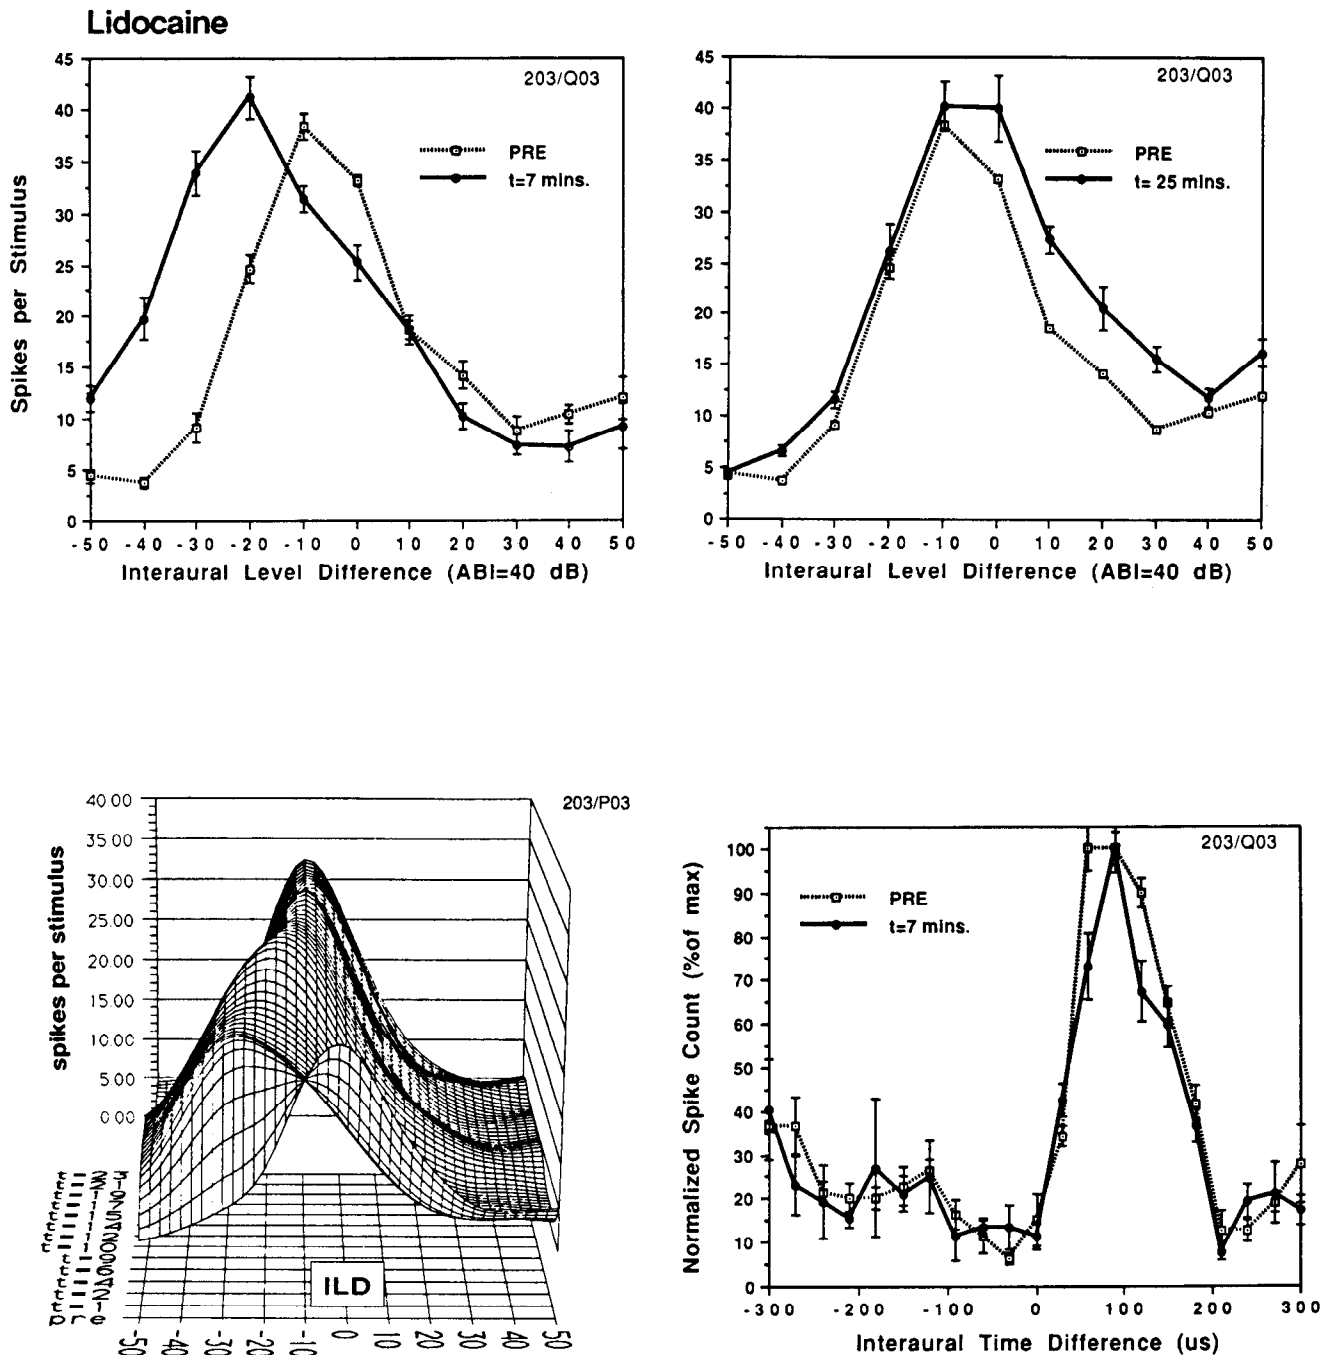 Lidocaine
45
40
35
30
25
20
15
10
5
0
Spikes per Stimulus
203/Q03
PRE
t=7 mins.
-50 -40 -30 -20 -10 0 10 20 30 40 50
Interaural Level Difference (ABI=40 dB)
45
40
35
30
25
20
15
10
5
0
203/Q03
PRE
t= 25 mins.
-50 -40 -30 -20 -10 0 10 20 30 40 50
Interaural Level Difference (ABI=40 dB)
40.00
35.00
30.00
25.00
20.00
15.00
10.00
5.00
0.00
spikes per stimulus
203/P03
ILD
-50 -40 -30 -20 -10 0 10 20 30 40 50
100
90
80
70
60
50
40
30
20
10
0
Normalized Spike Count (%of max)
203/Q03
PRE
t=7 mins.
-300 -200 -100 0 100 200 300
Interaural Time Difference (us)